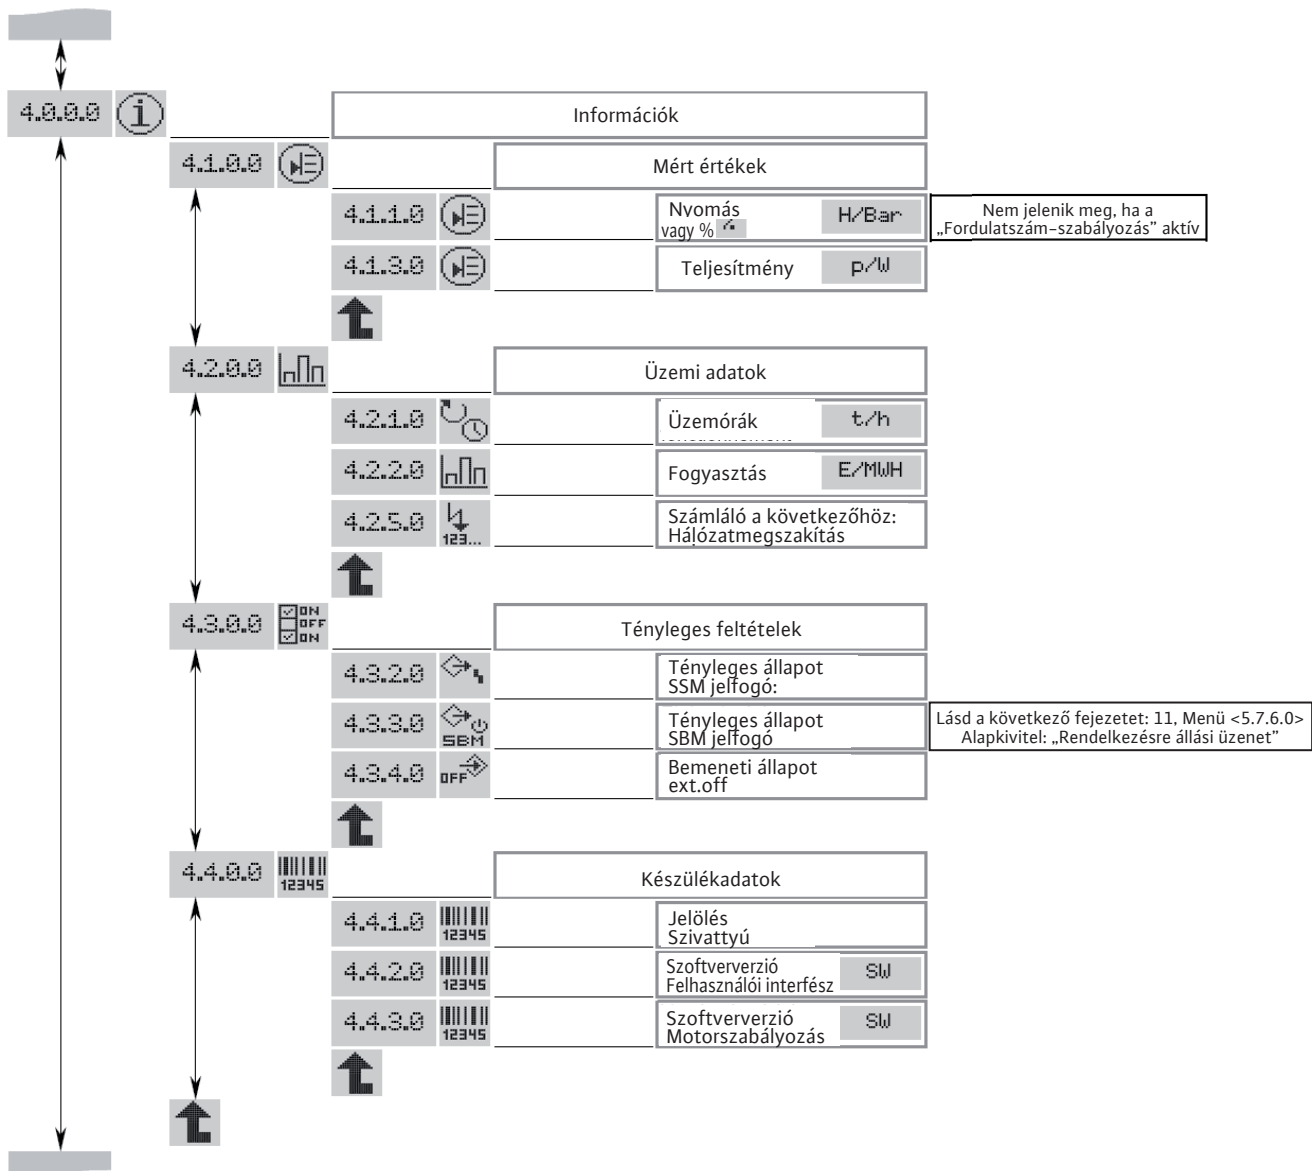 4.0.0.0
Információk
4.1.0.0
Mért értékek
4.1.1.0
Nyomás
vagy % %
H/Bar
Nem jelenik meg, ha a
„Fordulatszám-szabályozás” aktív
4.1.3.0
Teljesítmény
p/W
4.2.0.0
Üzemi adatok
4.2.1.0
Üzemórák
t/h
4.2.2.0
Fogyasztás
E/MWH
4.2.5.0
123...
Számláló a következőhöz:
Hálózatmegszakítás
4.3.0.0
ON
OFF
ON
Tényleges feltételek
4.3.2.0
Tényleges állapot
SSM jelfogó:
4.3.3.0
SBM
Tényleges állapot
SBM jelfogó
Lásd a következő fejezetet: 11, Menü <5.7.6.0>
Alapkivitel: „Rendelkezésre állási üzenet”
4.3.4.0
OFF
Bemeneti állapot
ext.off
4.4.0.0
12345
Készülékadatok
4.4.1.0
12345
Jelölés
Szivattyú
4.4.2.0
12345
Szoftververzió
Felhasználói interfész
SW
4.4.3.0
12345
Szoftververzió
Motorszabályozás
SW